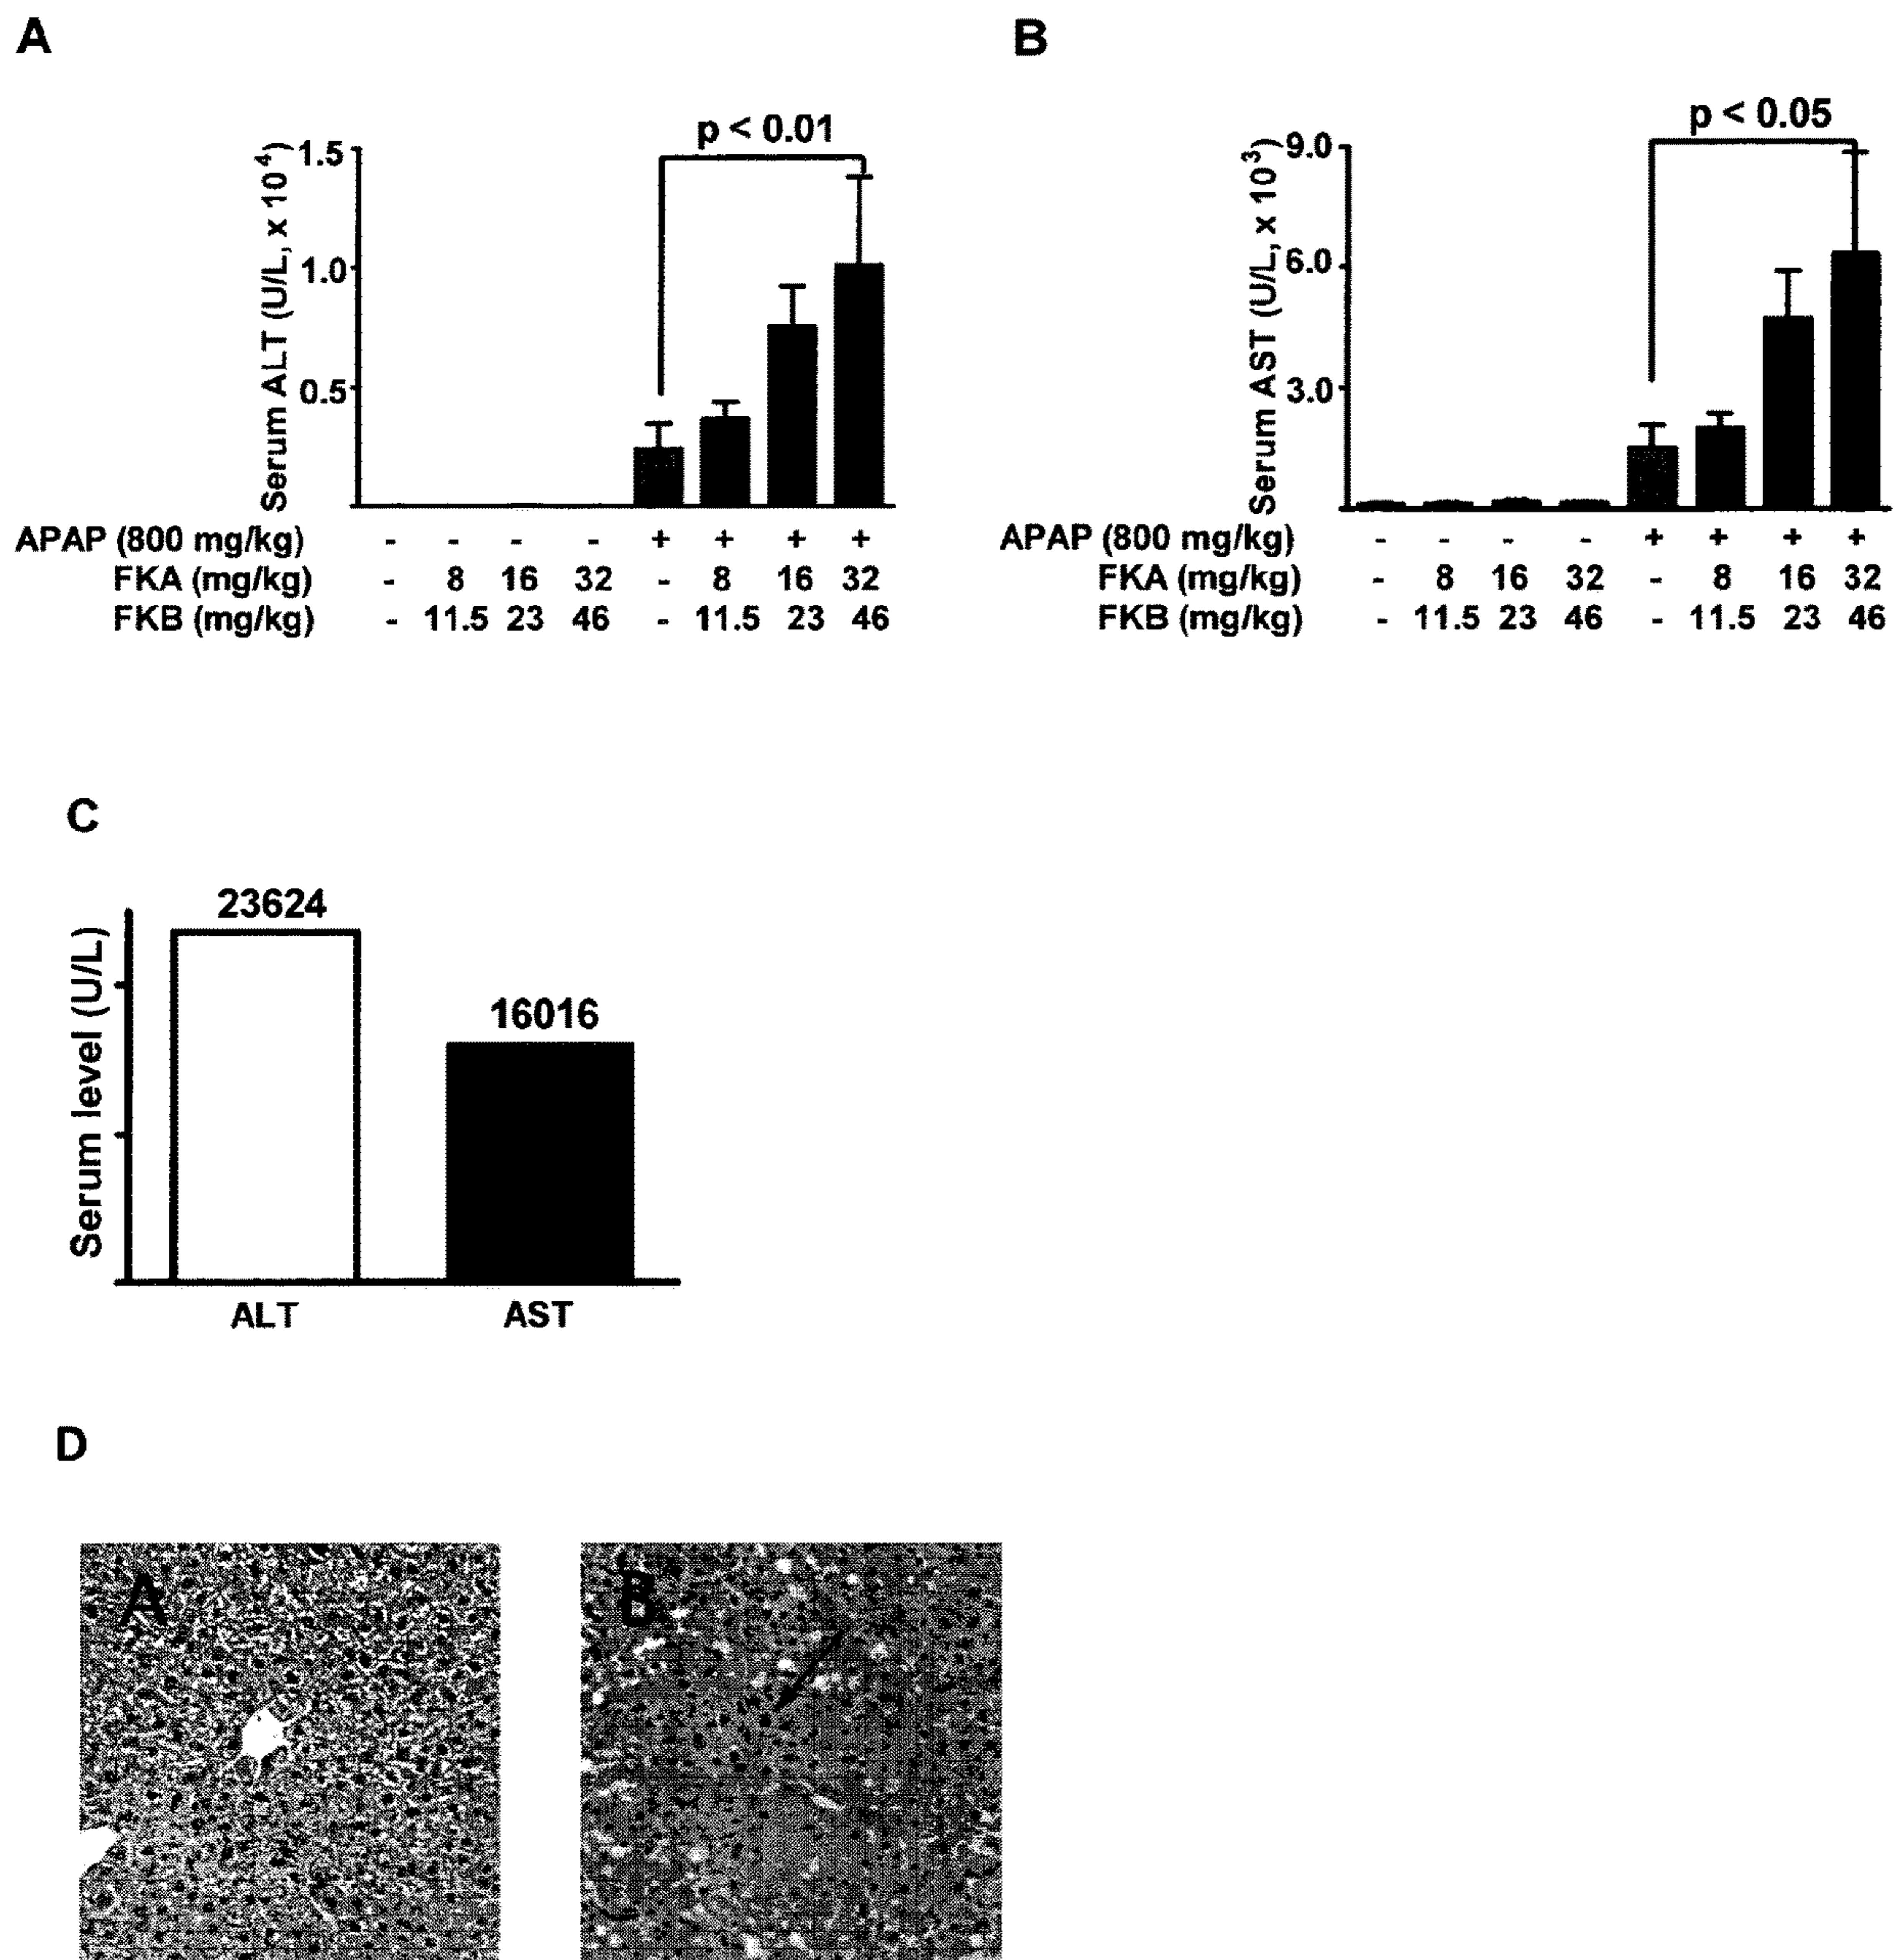 A
p < 0.01
Serum ALT (U/L, x 10⁴)
1.5
1.0
0.5
APAP (800 mg/kg) - - - - + + + +
FKA (mg/kg) - 8 16 32 - 8 16 32
FKB (mg/kg) - 11.5 23 46 - 11.5 23 46
B
p < 0.05
Serum AST (U/L, x 10³)
9.0
6.0
3.0
APAP (800 mg/kg) - - - - + + + +
FKA (mg/kg) - 8 16 32 - 8 16 32
FKB (mg/kg) - 11.5 23 46 - 11.5 23 46
C
Serum level (U/L)
23624
16016
ALT AST
D
A
B